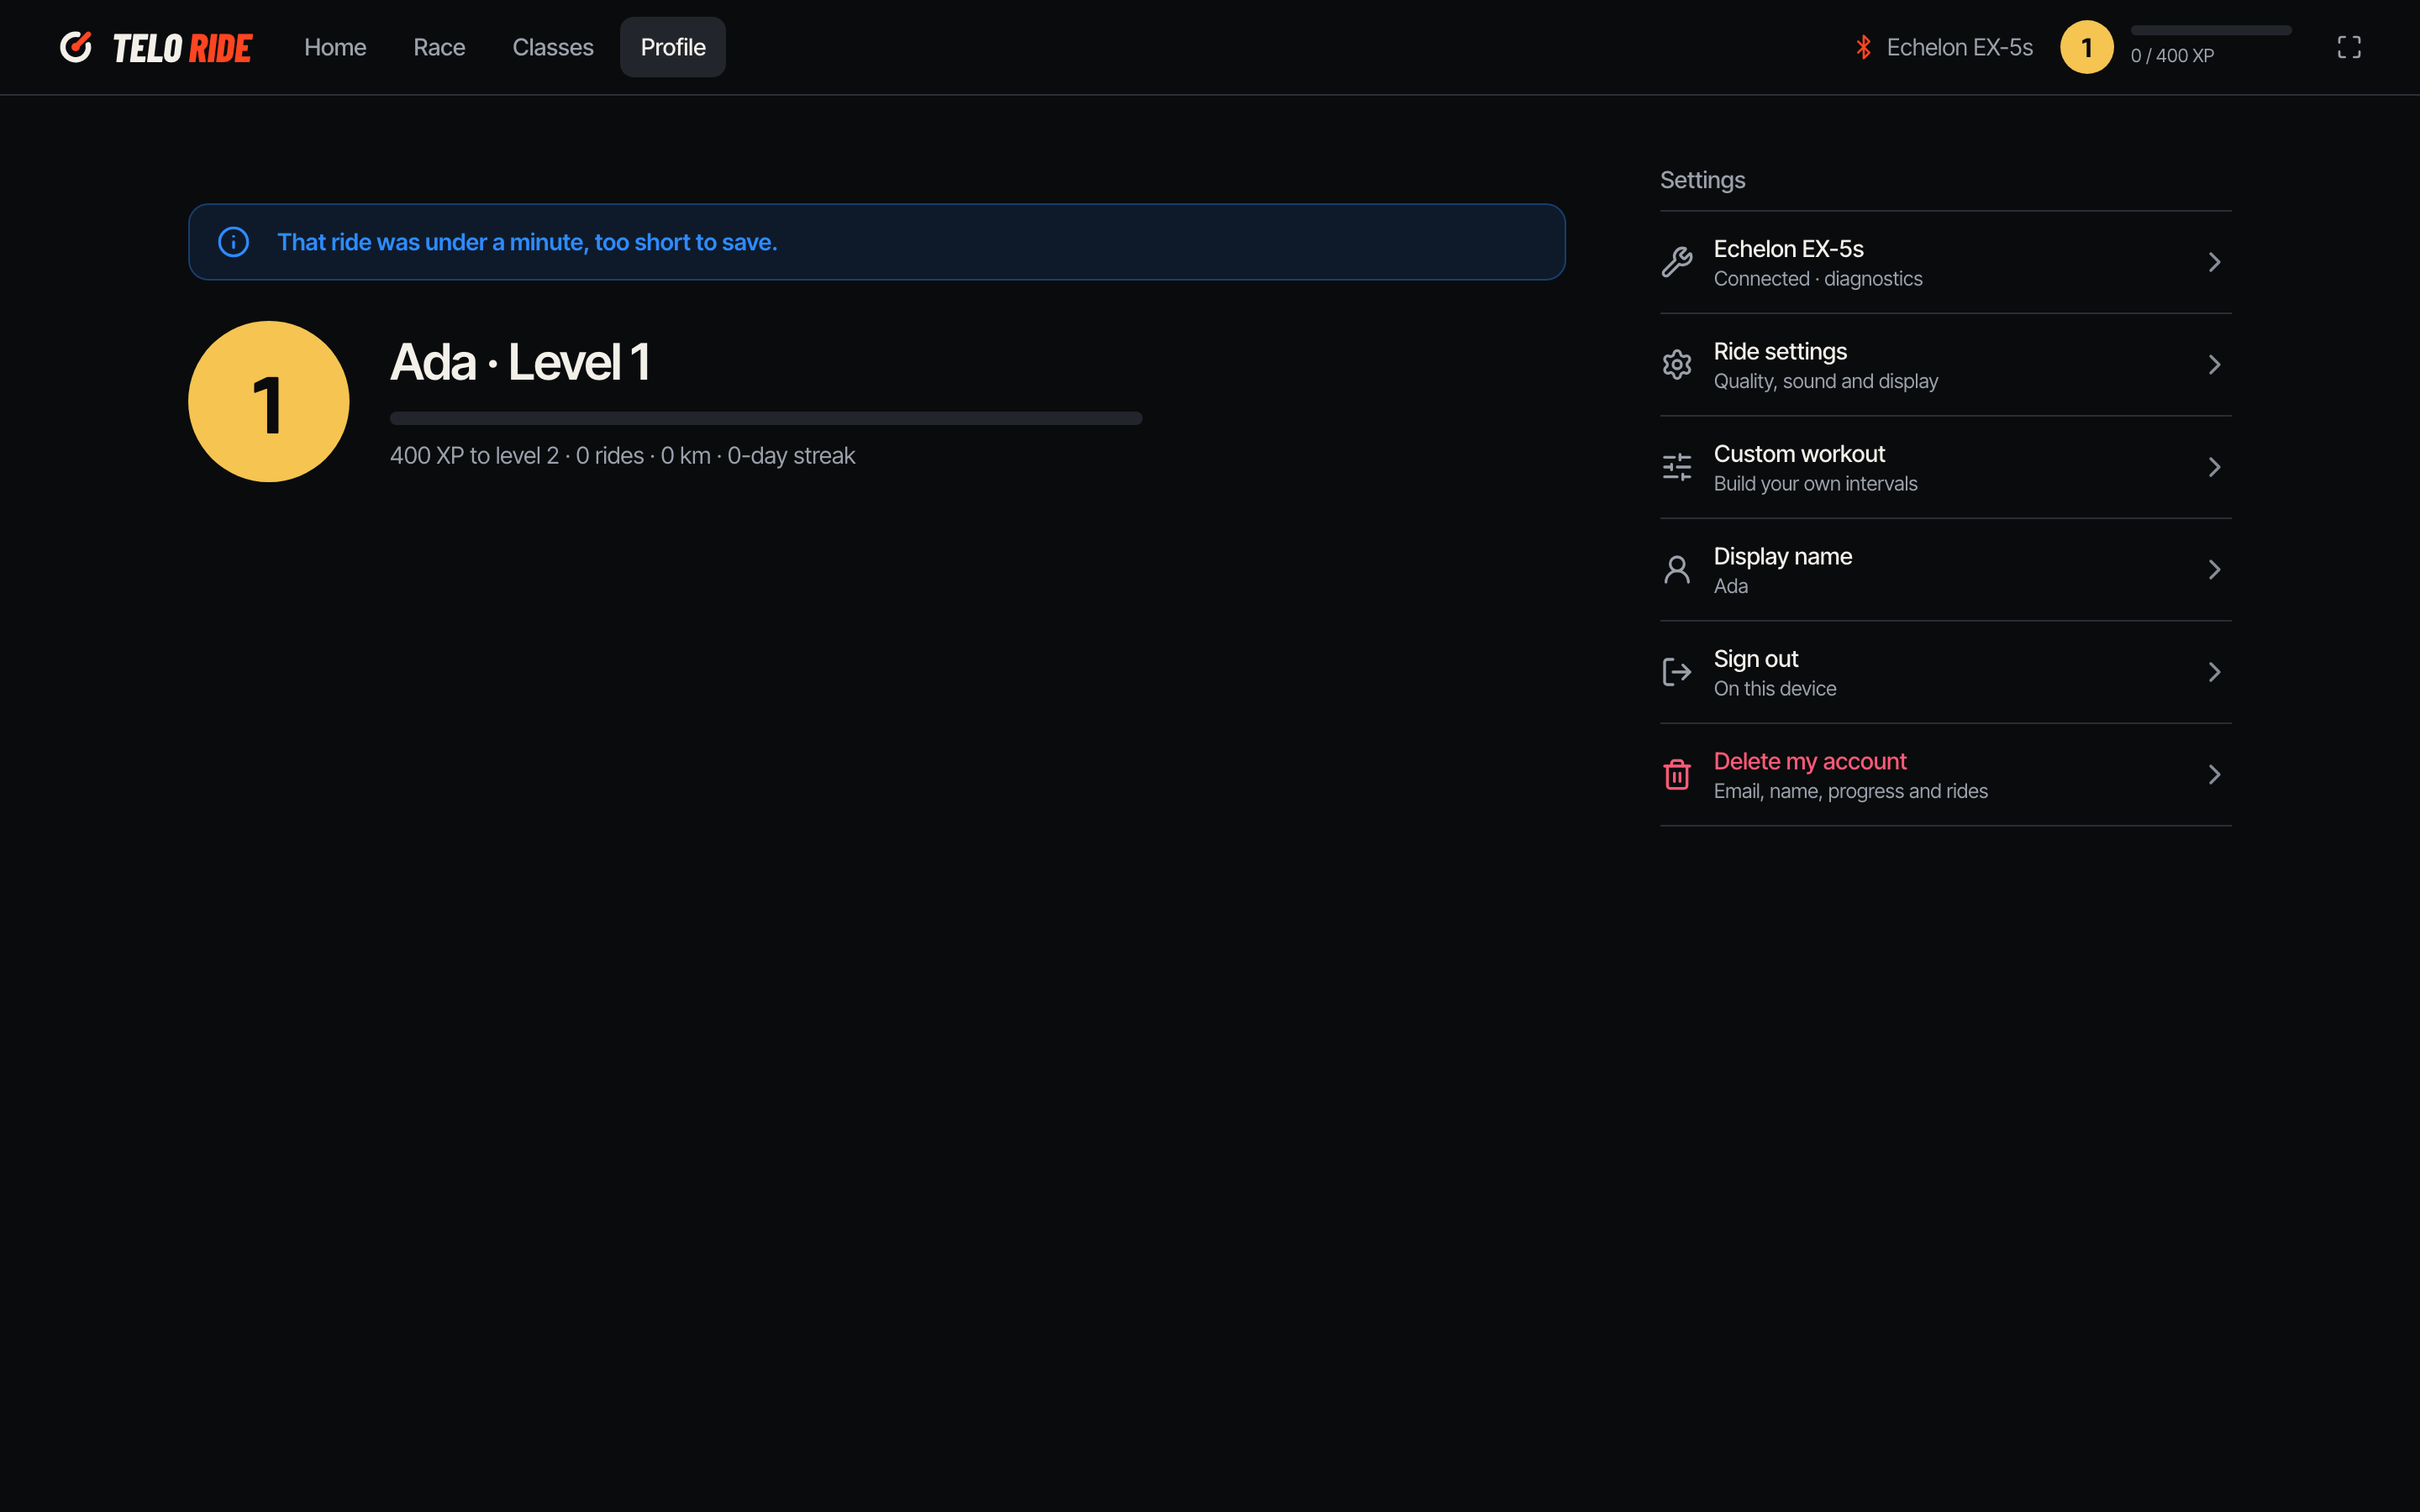 TELO RIDE
Home
Race
Classes
Profile
Echelon EX-5s
1
0 / 400 XP
That ride was under a minute, too short to save.
1
Ada · Level 1
400 XP to level 2 · 0 rides · 0 km · 0-day streak
Settings
Echelon EX-5s
Connected · diagnostics
Ride settings
Quality, sound and display
Custom workout
Build your own intervals
Display name
Ada
Sign out
On this device
Delete my account
Email, name, progress and rides